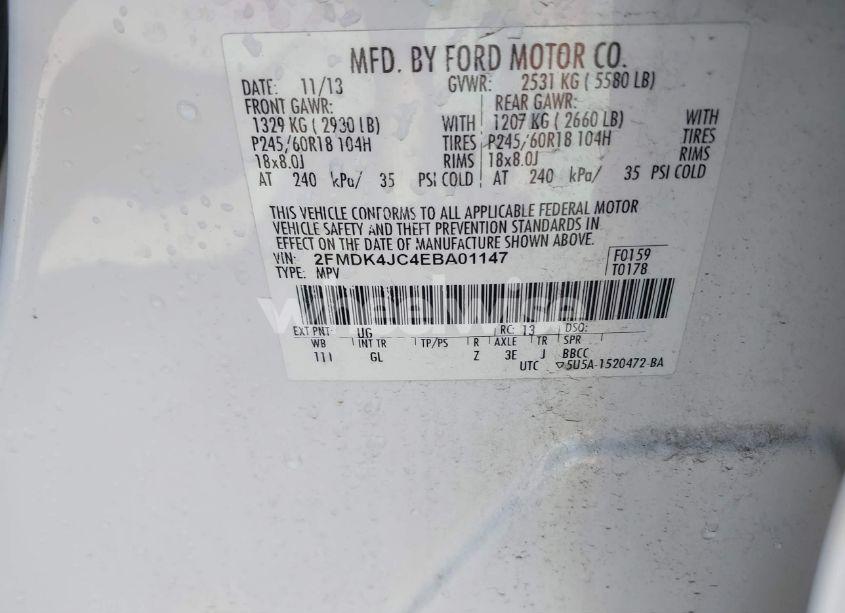 MFD. BY FORD MOTOR CO.
DATE: 11/13 GVWR: 2531 KG ( 5580 LB)
FRONT GAWR: REAR GAWR:
1329 KG ( 2930 LB) WITH 1207 KG ( 2660 LB) WITH
P245/60R18 104H TIRES P245/60R18 104H TIRES
18x8.0J RIMS 18x8.0J RIMS
AT 240 kPa/ 35 PSI COLD AT 240 kPa/ 35 PSI COLD
THIS VEHICLE CONFORMS TO ALL APPLICABLE FEDERAL MOTOR
VEHICLE SAFETY AND THEFT PREVENTION STANDARDS IN
EFFECT ON THE DATE OF MANUFACTURE SHOWN ABOVE.
VIN: 2FMDK4JC4EBA01147 F0159
TYPE: MPV T0178
wheelwise
EXT PNT: UG RC: 13 DSO:
WB INT TR TP/PS R AXLE TR SPR
111 GL Z 3E J BBCC
UTC ▽5U5A-1520472-BA